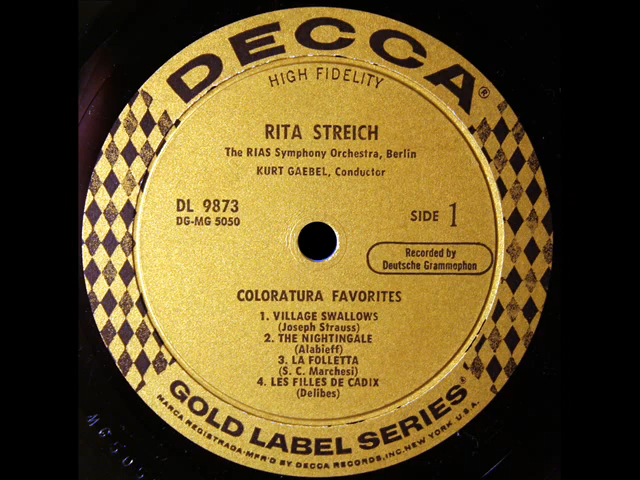 DECCA®
HIGH FIDELITY
RITA STREICH
The RIAS Symphony Orchestra, Berlin
KURT GAEBEL, Conductor
DL 9873
DG-MG 5050
SIDE 1
Recorded by
Deutsche Grammophon
COLORATURA FAVORITES
1. VILLAGE SWALLOWS
(Joseph Strauss)
2. THE NIGHTINGALE
(Alabieff)
3. LA FOLLETTA
(S. C. Marchesi)
4. LES FILLES DE CADIX
(Delibes)
GOLD LABEL SERIES®
MARCA REGISTRADA·MFR'D BY DECCA RECORDS, INC. NEW YORK U.S.A.